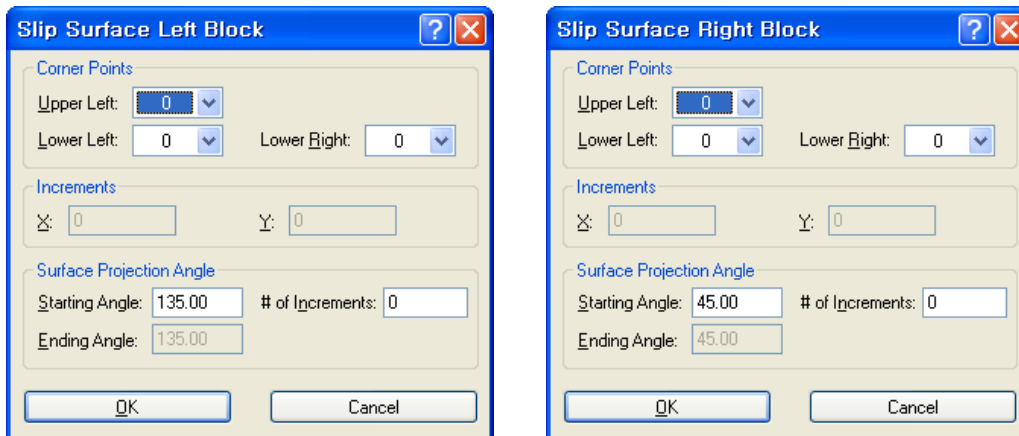 Slip Surface Left Block
Corner Points
Upper Left: 0
Lower Left: 0 Lower Right: 0
Increments
X: 0 Y: 0
Surface Projection Angle
Starting Angle: 135.00 # of Increments: 0
Ending Angle: 135.00
OK Cancel
Slip Surface Right Block
Corner Points
Upper Left: 0
Lower Left: 0 Lower Right: 0
Increments
X: 0 Y: 0
Surface Projection Angle
Starting Angle: 45.00 # of Increments: 0
Ending Angle: 45.00
OK Cancel